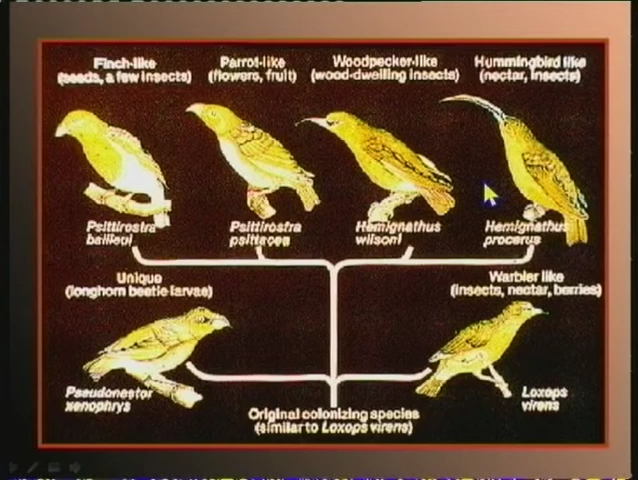 Finch-like
(seeds, a few insects)
Parrot-like
(flowers, fruit)
Woodpecker-like
(wood-dwelling insects)
Hummingbird like
(nectar, insects)
Psittirostra
bailleui
Psittirostra
psittacea
Hemignathus
wilsoni
Hemignathus
procerus
Unique
(longhorn beetle larvae)
Warbler like
(insects, nectar, berries)
Pseudonestor
xenophrys
Loxops
virens
Original colonizing species
(similar to Loxops virens)